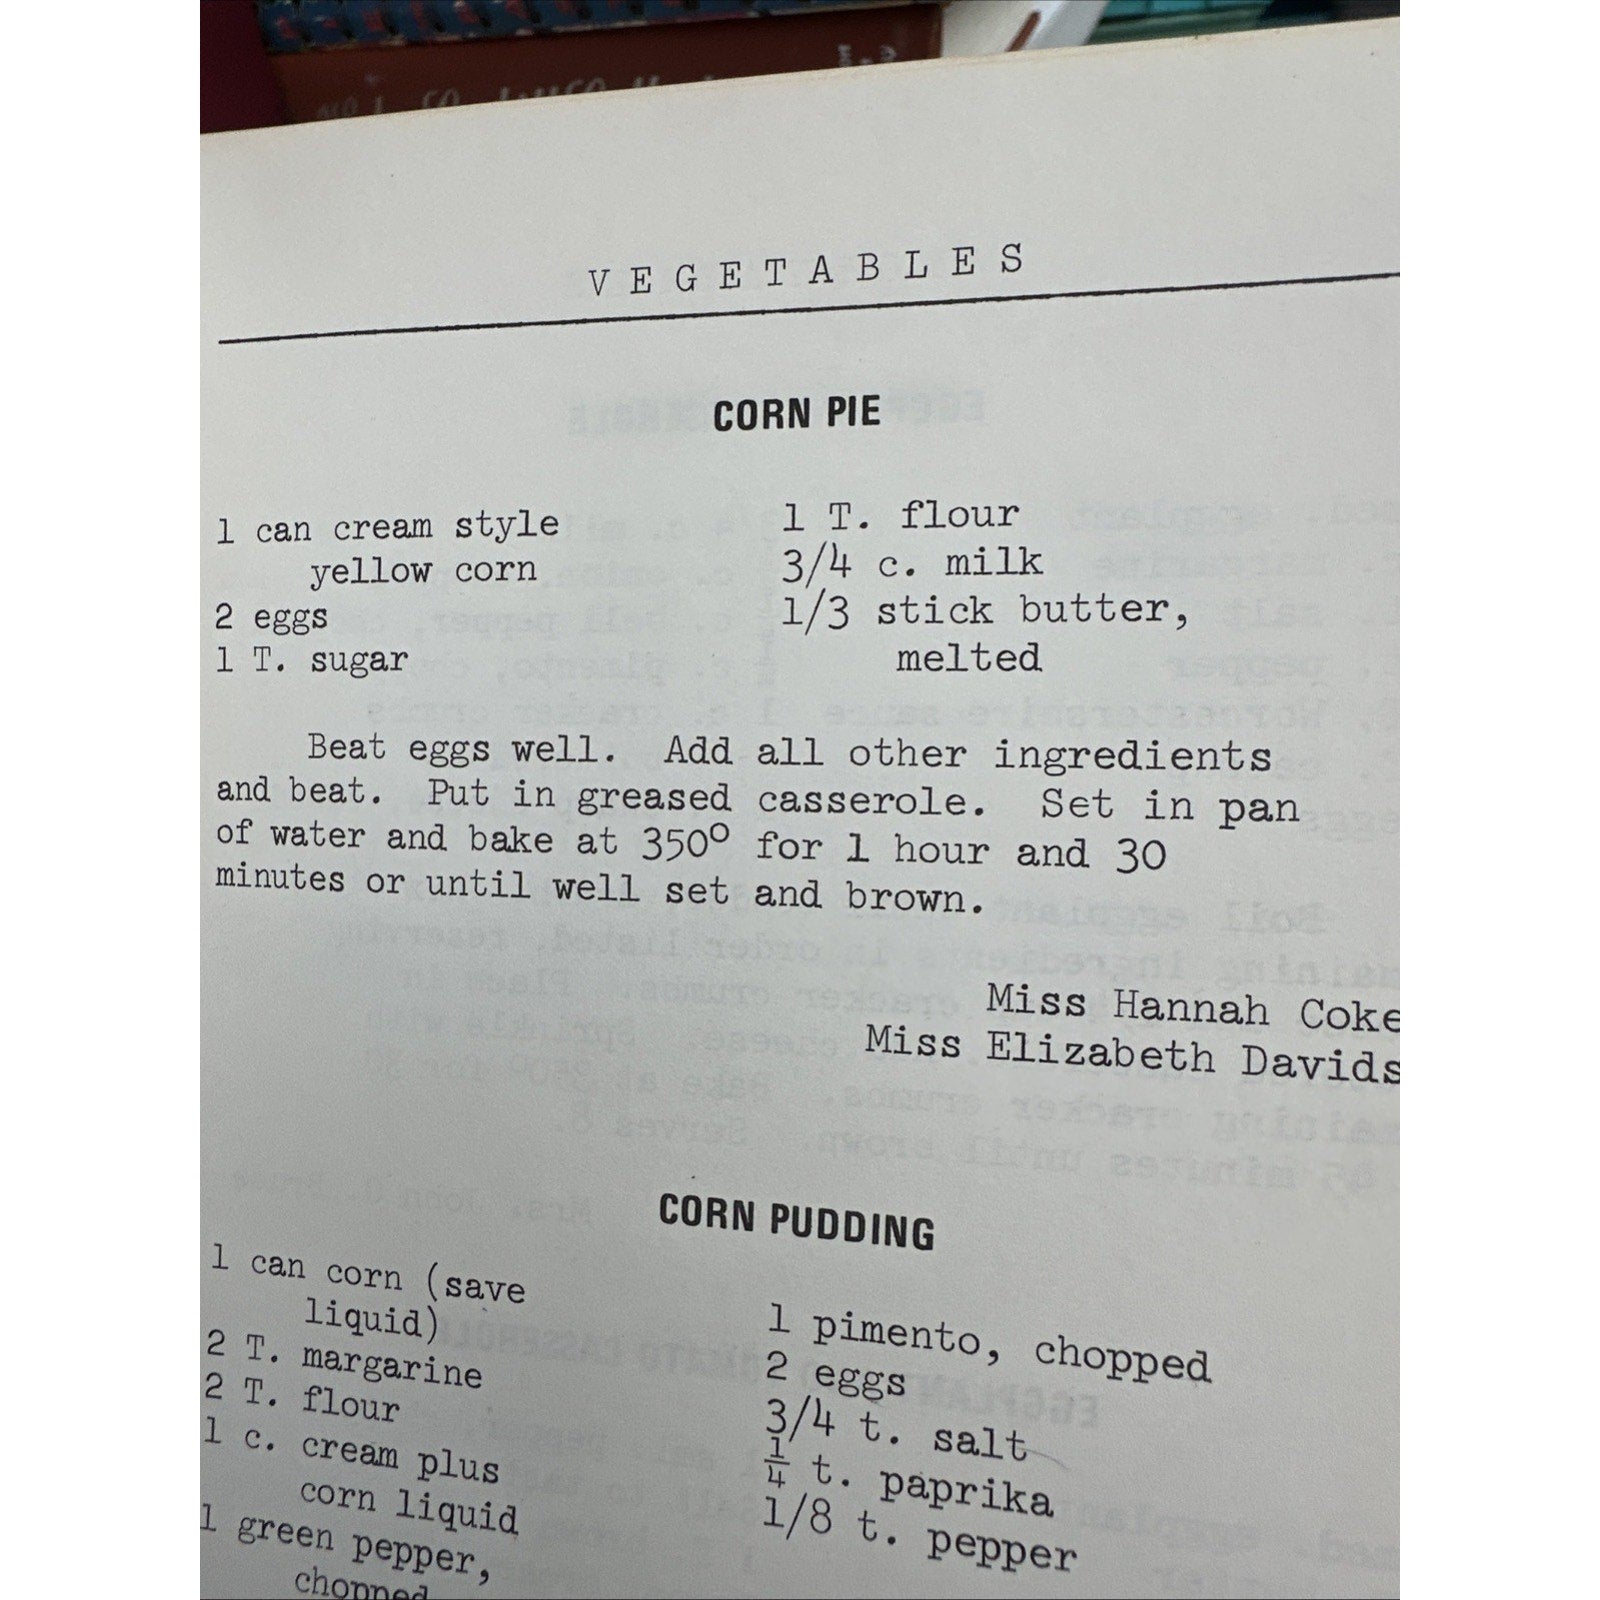 VEGETABLES
CORN PIE
1 can cream style
yellow corn
2 eggs
1 T. sugar
1 T. flour
3/4 c. milk
1/3 stick butter,
melted
Beat eggs well. Add all other ingredients
and beat. Put in greased casserole. Set in pan
of water and bake at 350° for 1 hour and 30
minutes or until well set and brown.
Miss Hannah Coke
Miss Elizabeth Davids
CORN PUDDING
1 can corn (save
liquid)
2 T. margarine
2 T. flour
1 c. cream plus
corn liquid
1 green pepper,
chopped
1 pimento, chopped
2 eggs
3/4 t. salt
1/4 t. paprika
1/8 t. pepper